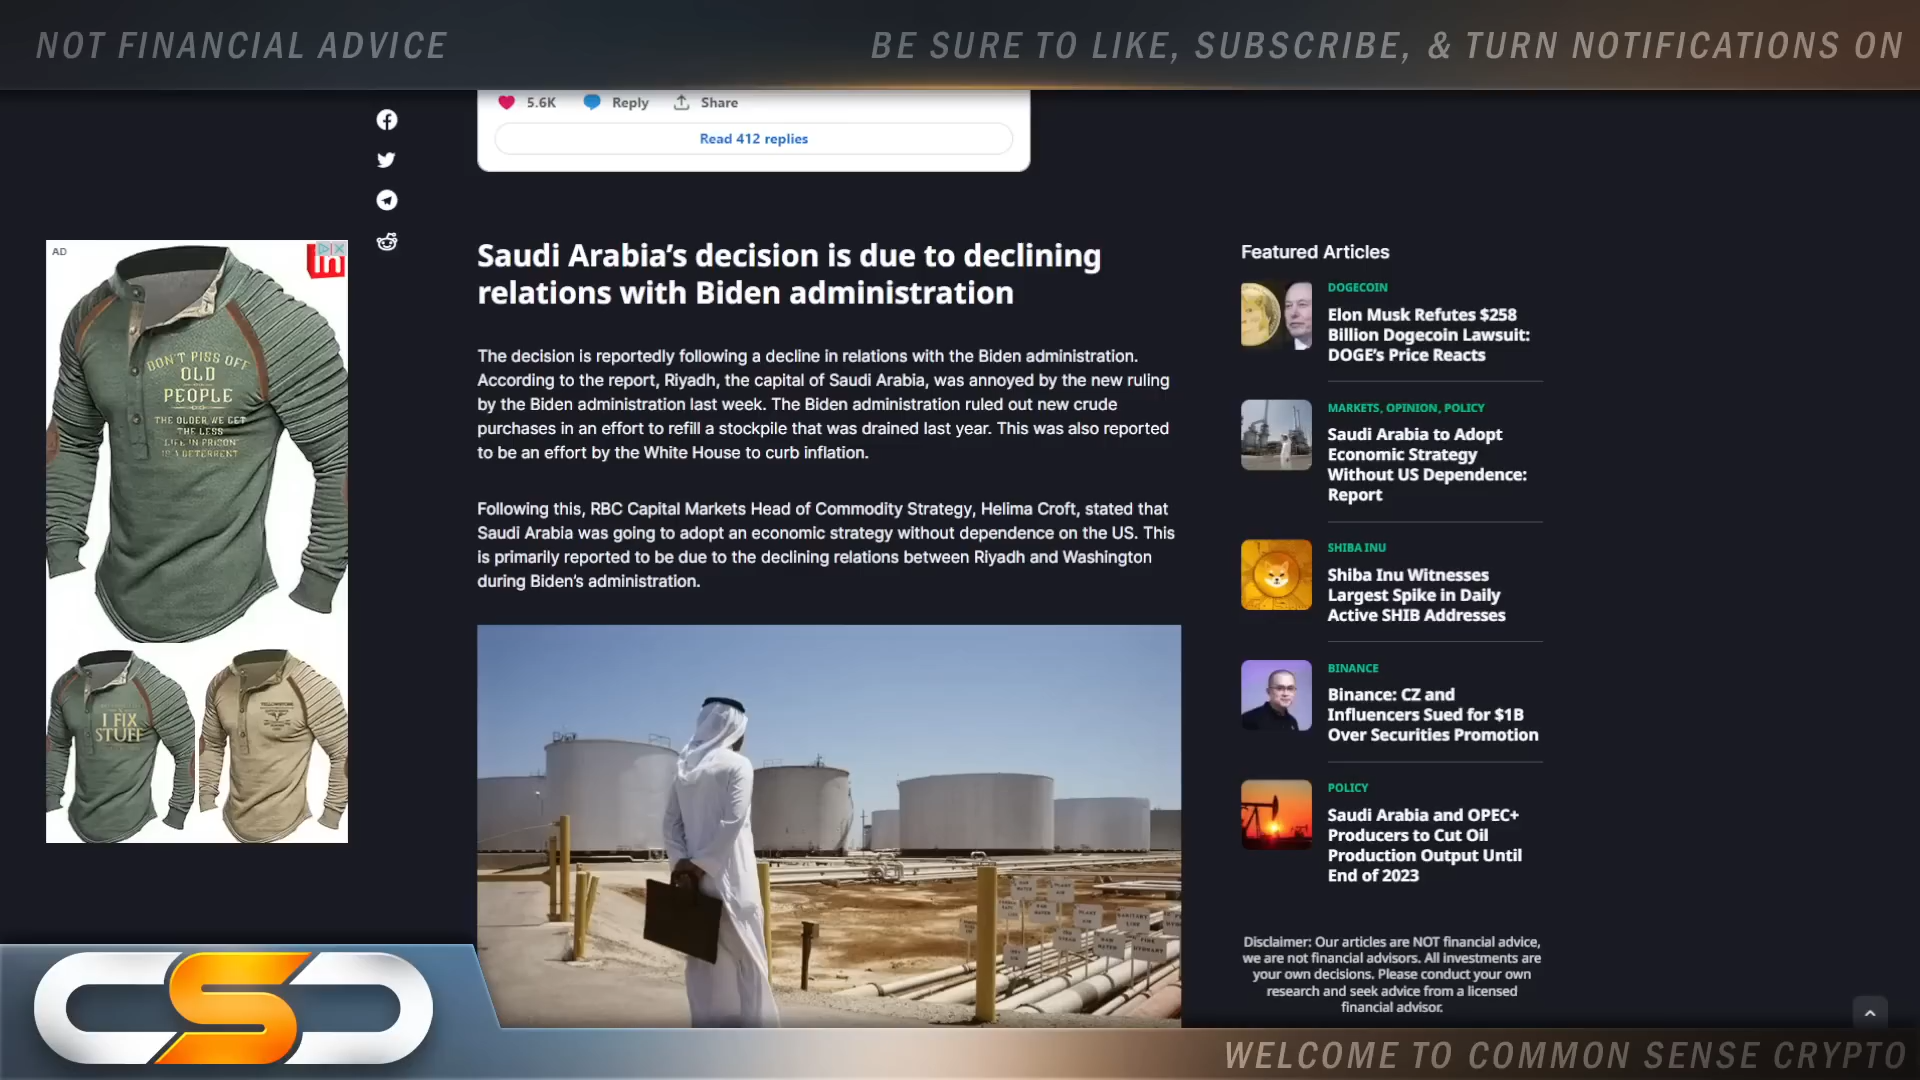 NOT FINANCIAL ADVICE
BE SURE TO LIKE, SUBSCRIBE, & TURN NOTIFICATIONS ON
5.6K
Reply
Share
Read 412 replies
AD
DON'T PISS OFF
OLD
PEOPLE
THE OLDER WE GET
THE LESS
LIFE IN PRISON
IS A DETERRENT
I FIX
STUFF
Saudi Arabia’s decision is due to declining
relations with Biden administration
The decision is reportedly following a decline in relations with the Biden administration.
According to the report, Riyadh, the capital of Saudi Arabia, was annoyed by the new ruling
by the Biden administration last week. The Biden administration ruled out new crude
purchases in an effort to refill a stockpile that was drained last year. This was also reported
to be an effort by the White House to curb inflation.
Following this, RBC Capital Markets Head of Commodity Strategy, Helima Croft, stated that
Saudi Arabia was going to adopt an economic strategy without dependence on the US. This
is primarily reported to be due to the declining relations between Riyadh and Washington
during Biden’s administration.
Featured Articles
DOGECOIN
Elon Musk Refutes $258
Billion Dogecoin Lawsuit:
DOGE’s Price Reacts
MARKETS, OPINION, POLICY
Saudi Arabia to Adopt
Economic Strategy
Without US Dependence:
Report
SHIBA INU
Shiba Inu Witnesses
Largest Spike in Daily
Active SHIB Addresses
BINANCE
Binance: CZ and
Influencers Sued for $1B
Over Securities Promotion
POLICY
Saudi Arabia and OPEC+
Producers to Cut Oil
Production Output Until
End of 2023
Disclaimer: Our articles are NOT financial advice,
we are not financial advisors. All investments are
your own decisions. Please conduct your own
research and seek advice from a licensed
financial advisor.
CSC
WELCOME TO COMMON SENSE CRYPTO